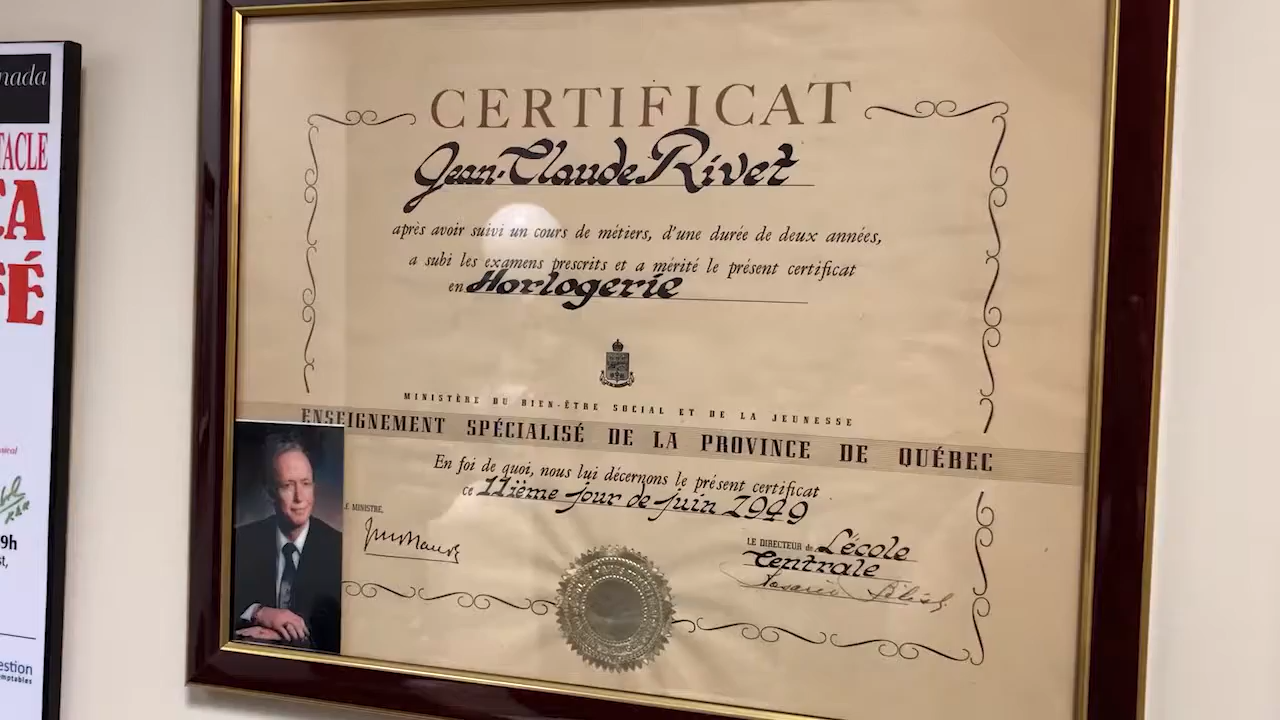 nada
TACLE
CA
TÉ
9h
st,
estion
mptables
CERTIFICAT
Jean-Claude Rivet
après avoir suivi un cours de métiers, d'une durée de deux années,
a subi les examens prescrits et a mérité le présent certificat
en Horlogerie
MINISTÈRE DU BIEN-ÊTRE SOCIAL ET DE LA JEUNESSE
ENSEIGNEMENT SPÉCIALISÉ DE LA PROVINCE DE QUÉBEC
En foi de quoi, nous lui décernons le présent certificat
ce 11ième jour de juin 1949
LE MINISTRE,
LE DIRECTEUR de L'école
Centrale